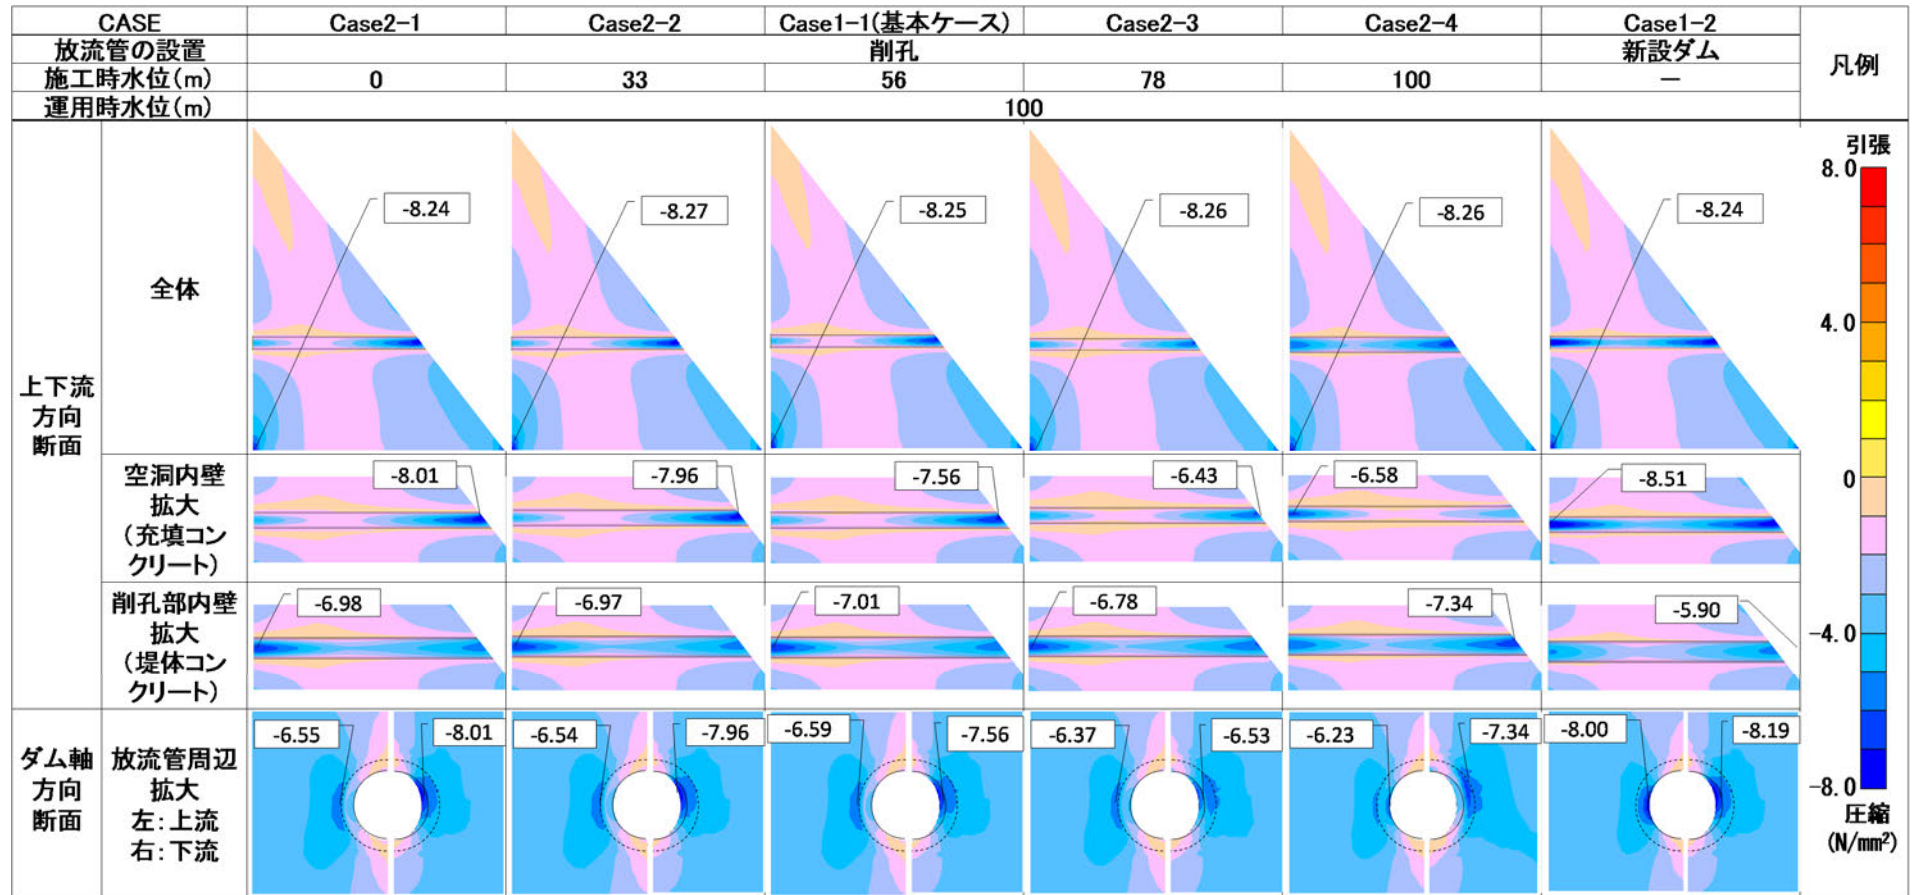 CASE Case2-1 Case2-2 Case1-1(基本ケース) Case2-3 Case2-4 Case1-2 凡例
放流管の設置 削孔 新設ダム
施工時水位(m) 0 33 56 78 100 －
運用時水位(m) 100
上下流
方向
断面
全体
-8.24 -8.27 -8.25 -8.26 -8.26 -8.24
空洞内壁
拡大
(充填コン
クリート)
-8.01 -7.96 -7.56 -6.43 -6.58 -8.51
削孔部内壁
拡大
(堤体コン
クリート)
-6.98 -6.97 -7.01 -6.78 -7.34 -5.90
ダム軸
方向
断面
放流管周辺
拡大
左:上流
右:下流
-6.55 -8.01 -6.54 -7.96 -6.59 -7.56 -6.37 -6.53 -6.23 -7.34 -8.00 -8.19
引張
8.0
4.0
0
-4.0
-8.0
圧縮
(N/mm²)